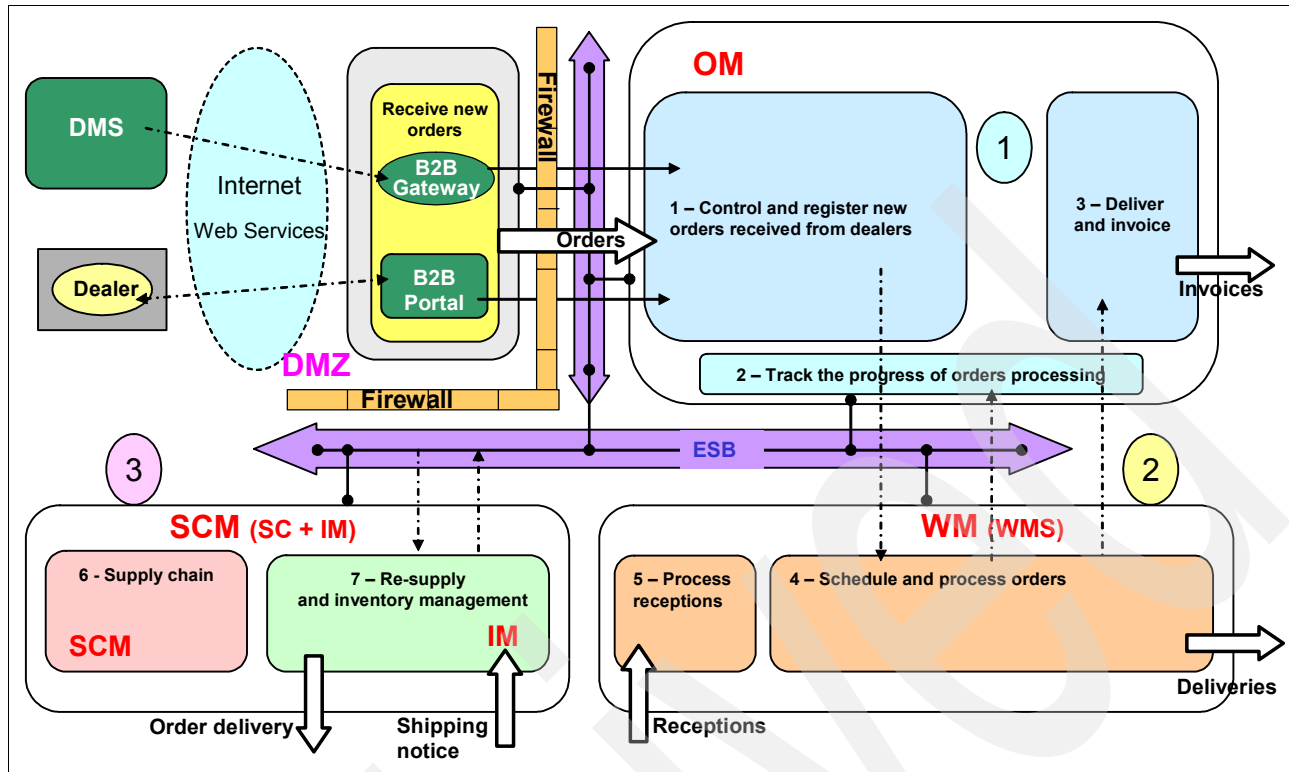 DMS
Internet
Web Services
Dealer
Receive new
orders
B2B
Gateway
B2B
Portal
DMZ
Firewall
Firewall
Orders
OM
1 – Control and register new
orders received from dealers
1
3 – Deliver
and invoice
Invoices
2 – Track the progress of orders processing
ESB
3
SCM (SC + IM)
6 - Supply chain
SCM
7 – Re-supply
and inventory management
IM
Order delivery
Shipping
notice
2
WM (WMS)
5 – Process
receptions
4 – Schedule and process orders
Receptions
Deliveries